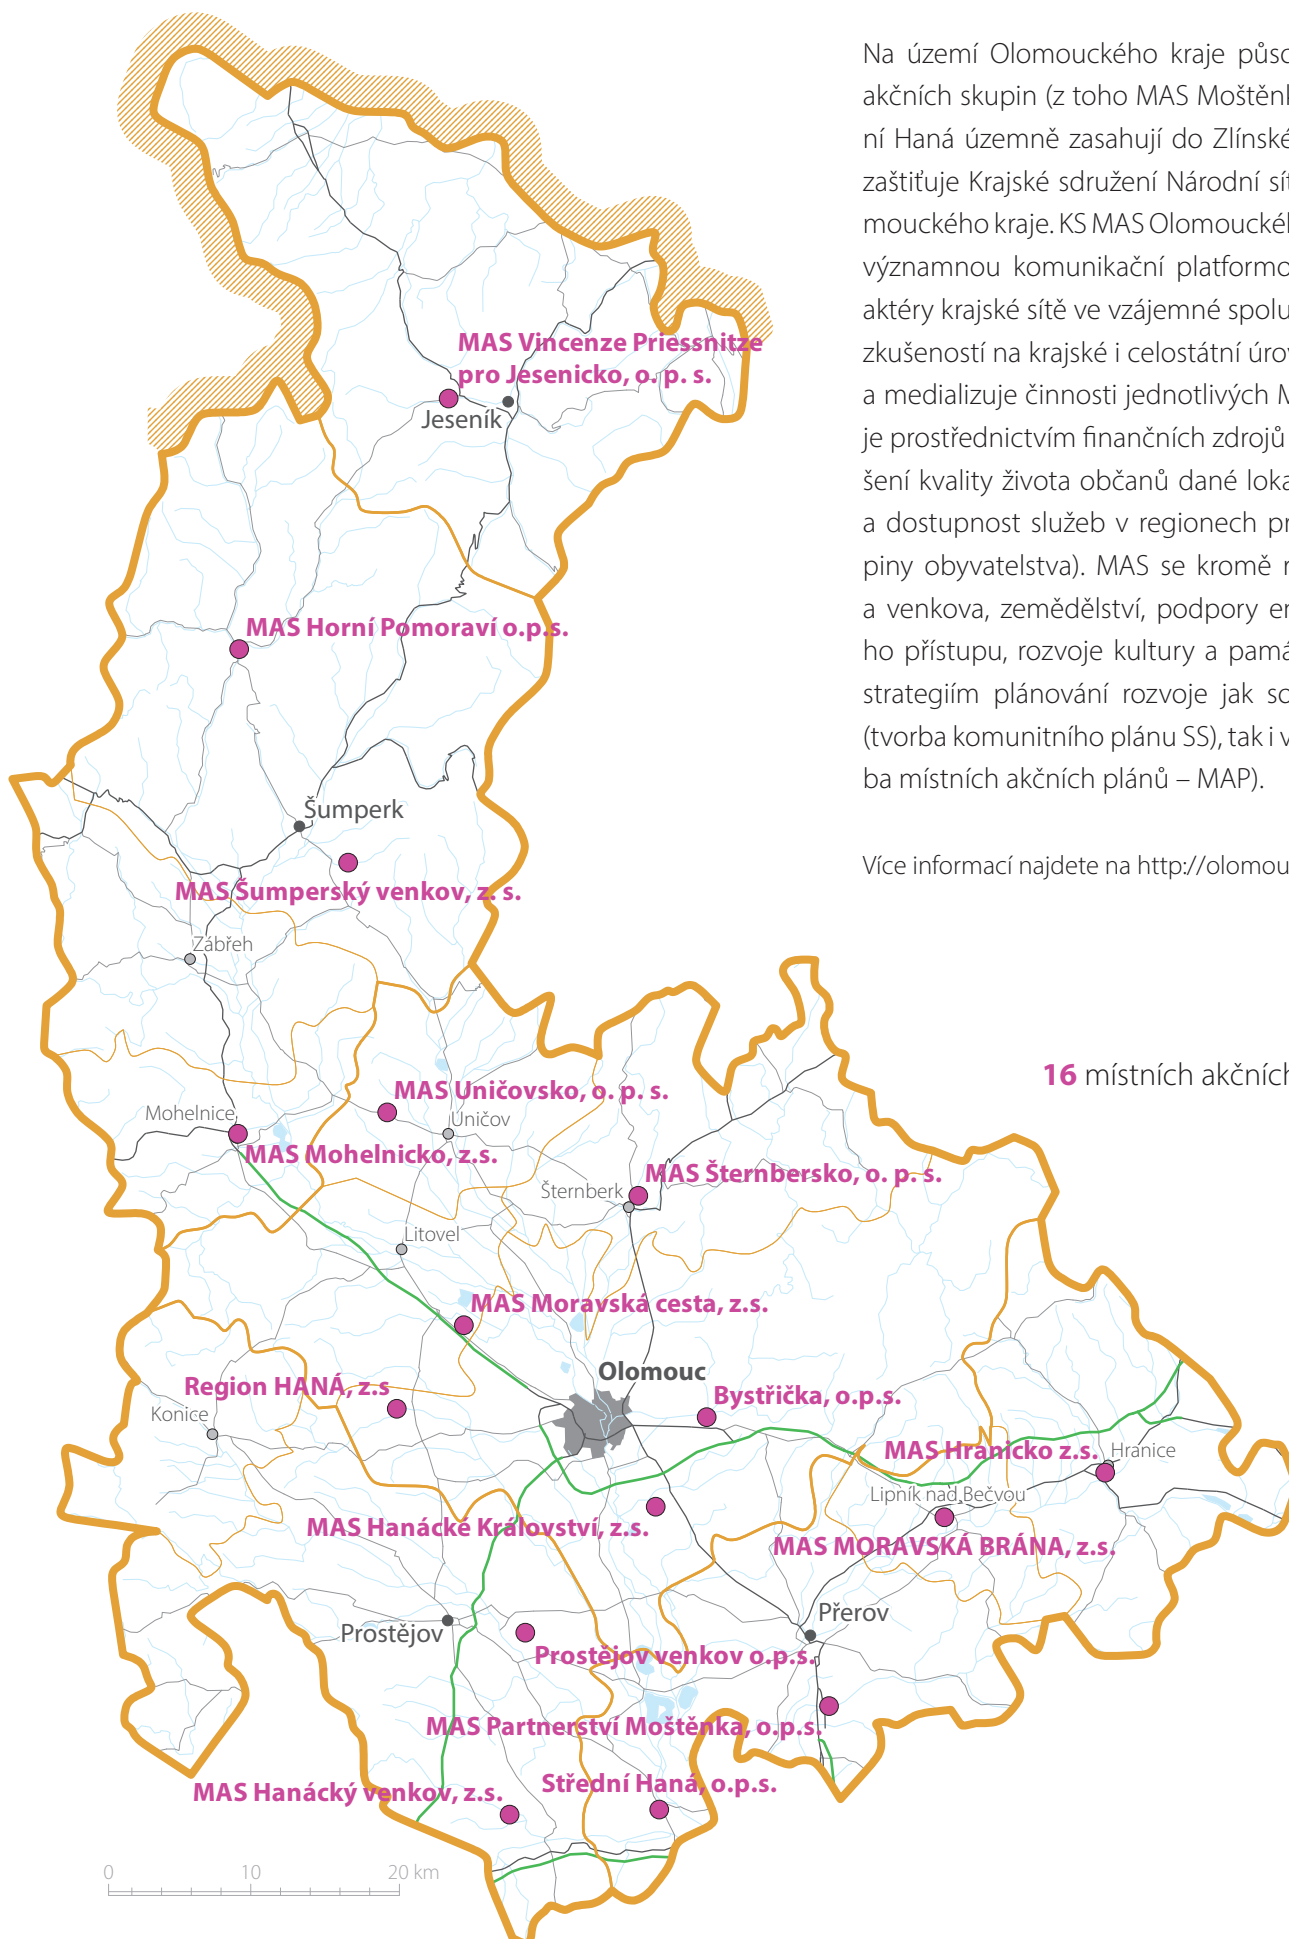 Na území Olomouckého kraje půso
akčních skupin (z toho MAS Moštěnk
ní Haná územně zasahují do Zlínské
zaštiťuje Krajské sdružení Národní sít
mouckého kraje. KS MAS Olomouckéh
významnou komunikační platformo
aktéry krajské sítě ve vzájemné spolu
zkušeností na krajské i celostátní úrov
a medializuje činnosti jednotlivých M
je prostřednictvím finančních zdrojů
šení kvality života občanů dané loka
a dostupnost služeb v regionech pr
piny obyvatelstva). MAS se kromě r
a venkova, zemědělství, podpory en
ho přístupu, rozvoje kultury a pamá
strategiím plánování rozvoje jak so
(tvorba komunitního plánu SS), tak i v
ba místních akčních plánů – MAP).
Více informací najdete na http://olomou
16 místních akčních
MAS Vincenze Priessnitze
pro Jesenicko, o. p. s.
Jeseník
MAS Horní Pomoraví o.p.s.
Šumperk
MAS Šumperský venkov, z. s.
Zábřeh
MAS Uničovsko, o. p. s.
Mohelnice
Uničov
MAS Mohelnicko, z.s.
MAS Šternbersko, o. p. s.
Šternberk
Litovel
MAS Moravská cesta, z.s.
Olomouc
Region HANÁ, z.s
Bystřička, o.p.s.
Konice
MAS Hranicko z.s.
Hranice
Lipník nad Bečvou
MAS Hanácké Království, z.s.
MAS MORAVSKÁ BRÁNA, z.s.
Přerov
Prostějov
Prostějov venkov o.p.s.
MAS Partnerství Moštěnka, o.p.s.
Střední Haná, o.p.s.
MAS Hanácký venkov, z.s.
0 10 20 km